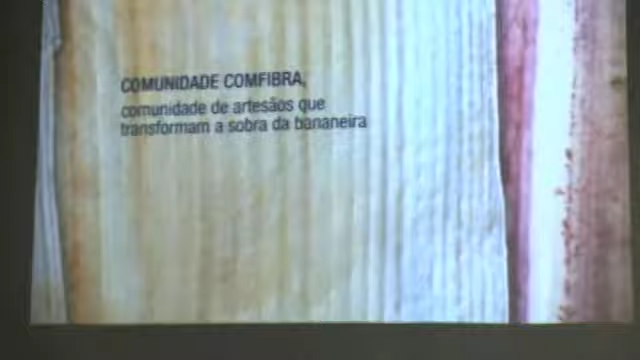 COMUNIDADE COMFIBRA,
comunidade de artesãos que
transformam a sobra da bananeira